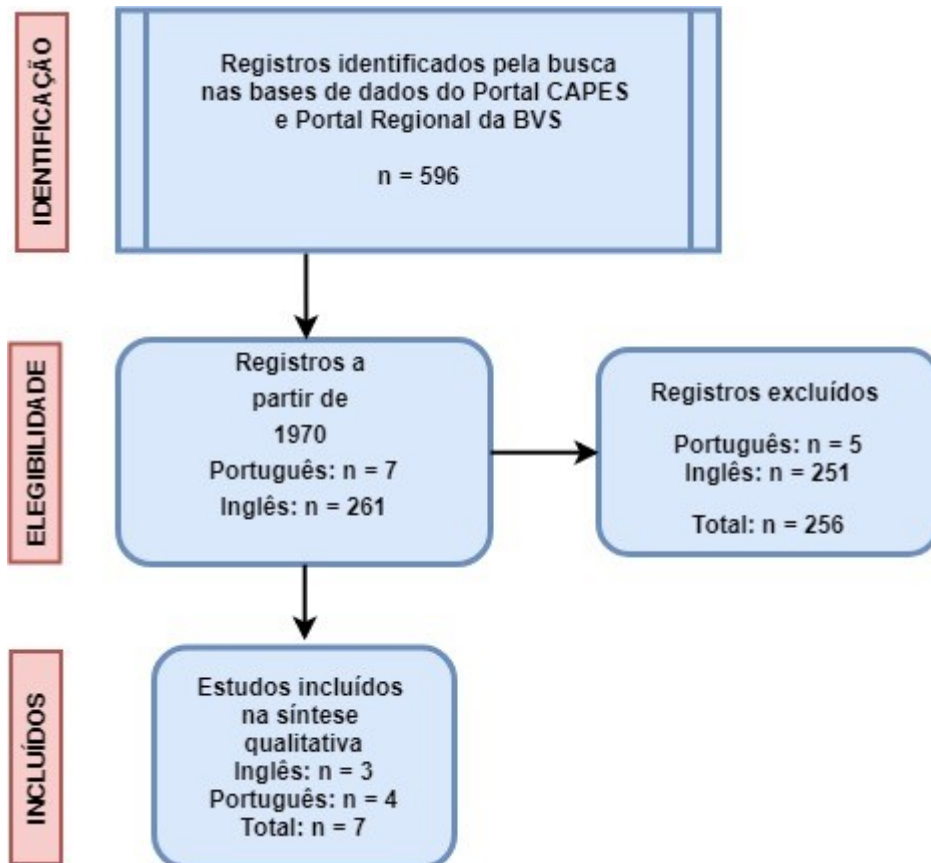 IDENTIFICAÇÃO
Registros identificados pela busca
nas bases de dados do Portal CAPES
e Portal Regional da BVS
n = 596
ELEGIBILIDADE
Registros a
partir de
1970
Português: n = 7
Inglês: n = 261
Registros excluídos
Português: n = 5
Inglês: n = 251
Total: n = 256
INCLUÍDOS
Estudos incluídos
na síntese
qualitativa
Inglês: n = 3
Português: n = 4
Total: n = 7